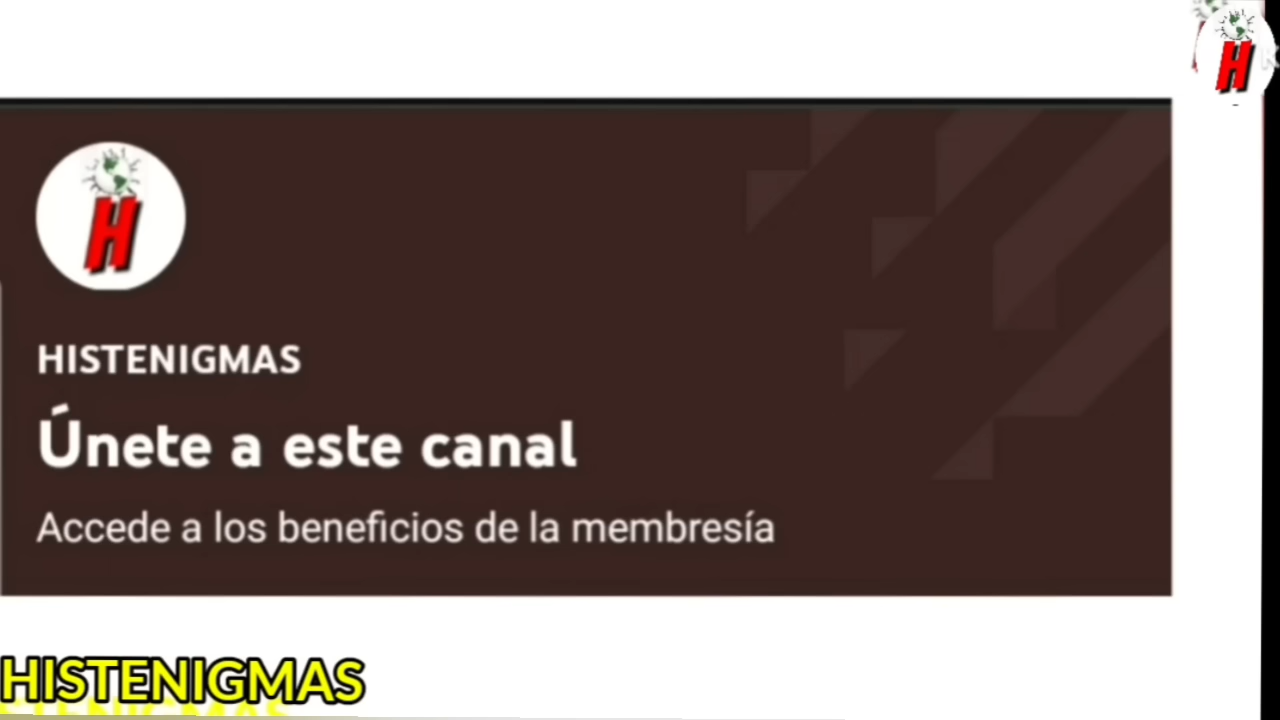 H
H
HISTENIGMAS
Únete a este canal
Accede a los beneficios de la membresía
HISTENIGMAS